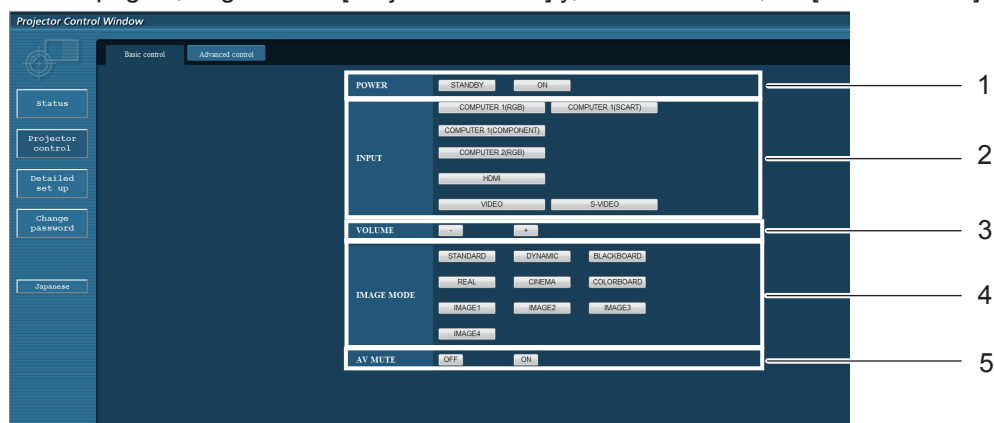 Projector Control Window
Basic control Advanced control
POWER STANDBY ON 1
Status
COMPUTER 1(RGB) COMPUTER 1(SCART)
COMPUTER 1(COMPONENT)
Projector control
INPUT COMPUTER 2(RGB) 2
HDMI
Detailed set up
VIDEO S-VIDEO
Change password
VOLUME - + 3
STANDARD DYNAMIC BLACKBOARD
Japanese
REAL CINEMA COLORBOARD
IMAGE MODE 4
IMAGE1 IMAGE2 IMAGE3
IMAGE4
AV MUTE OFF ON 5